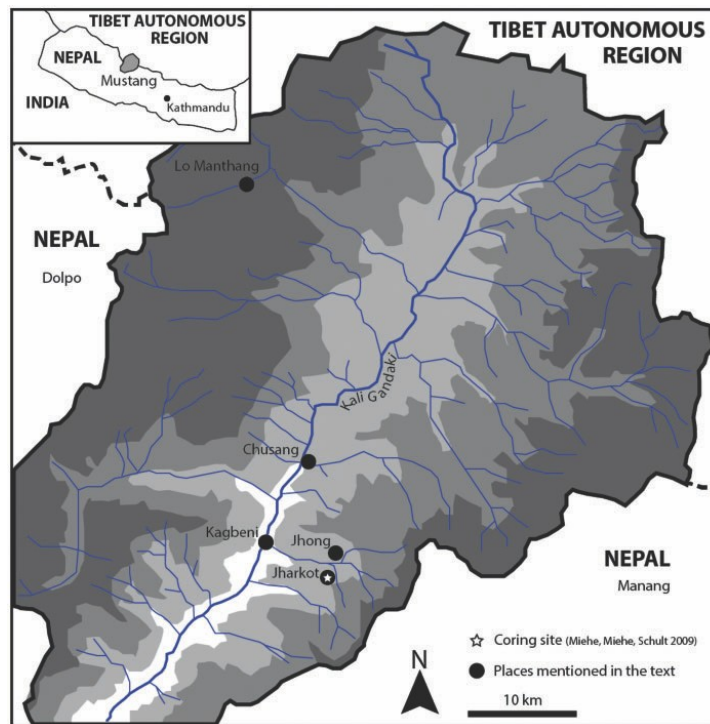 TIBET AUTONOMOUS
REGION
NEPAL
Mustang
INDIA
Kathmandu
TIBET AUTONOMOUS
REGION
Lo Manthang
NEPAL
Dolpo
Kali Gandaki
Chusang
Kagbeni
Jhong
Jharkot
NEPAL
Manang
Coring site (Miehe, Miehe, Schult 2009)
Places mentioned in the text
N
10 km